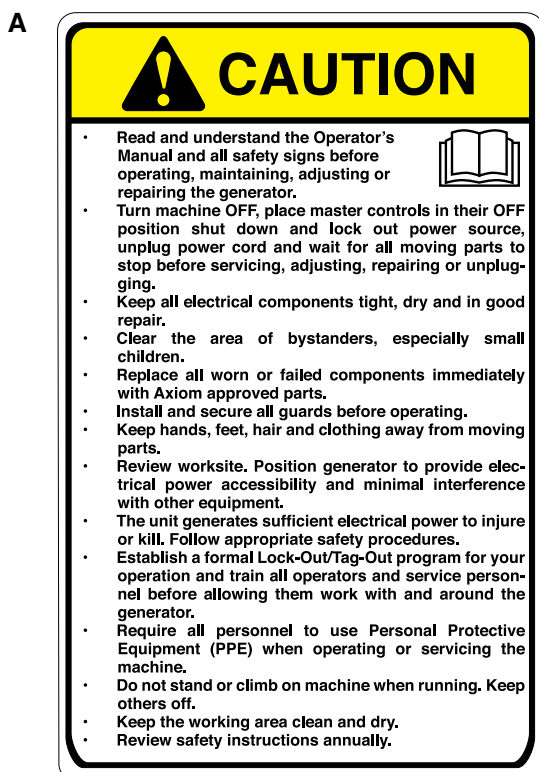 A
CAUTION
· Read and understand the Operator's
Manual and all safety signs before
operating, maintaining, adjusting or
repairing the generator.
· Turn machine OFF, place master controls in their OFF
position shut down and lock out power source,
unplug power cord and wait for all moving parts to
stop before servicing, adjusting, repairing or unplug-
ging.
· Keep all electrical components tight, dry and in good
repair.
· Clear the area of bystanders, especially small
children.
· Replace all worn or failed components immediately
with Axiom approved parts.
· Install and secure all guards before operating.
· Keep hands, feet, hair and clothing away from moving
parts.
· Review worksite. Position generator to provide elec-
trical power accessibility and minimal interference
with other equipment.
· The unit generates sufficient electrical power to injure
or kill. Follow appropriate safety procedures.
· Establish a formal Lock-Out/Tag-Out program for your
operation and train all operators and service person-
nel before allowing them work with and around the
generator.
· Require all personnel to use Personal Protective
Equipment (PPE) when operating or servicing the
machine.
· Do not stand or climb on machine when running. Keep
others off.
· Keep the working area clean and dry.
· Review safety instructions annually.